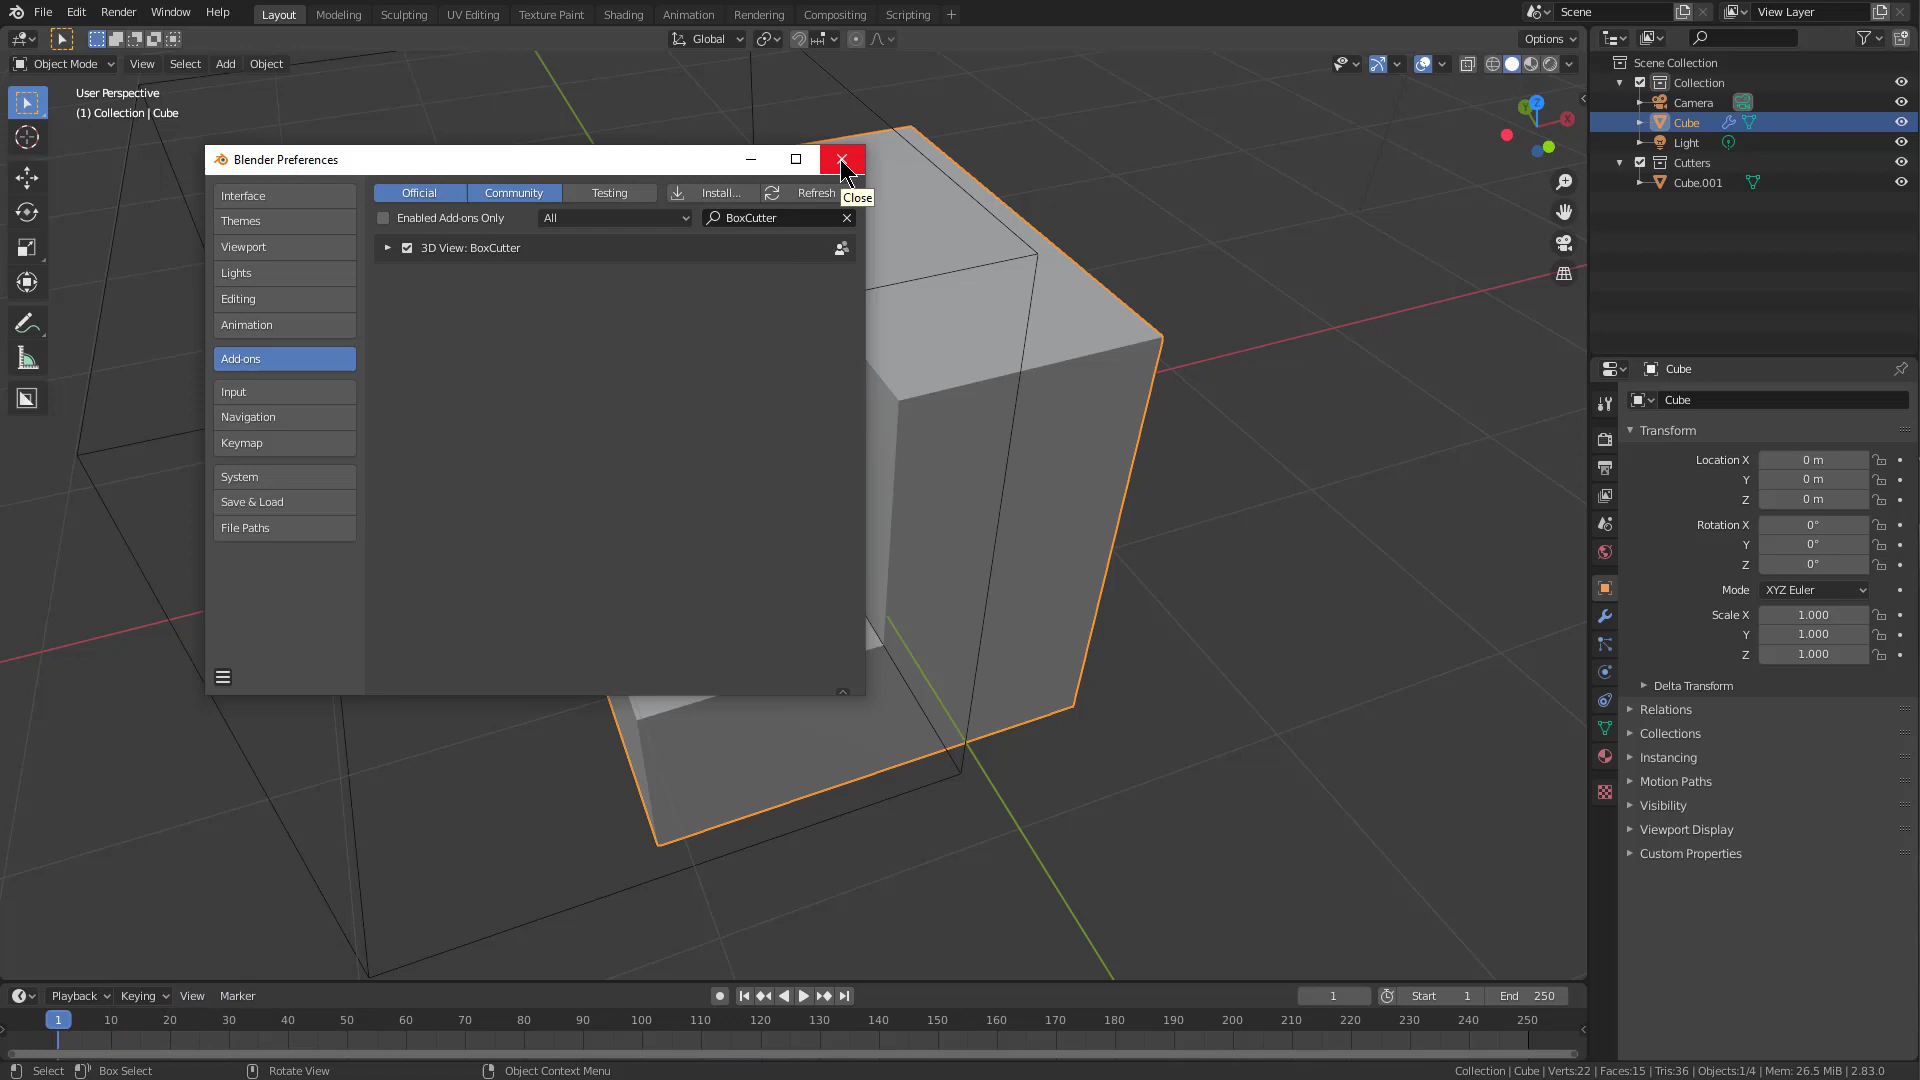 File Edit Render Window Help
Layout Modeling Sculpting UV Editing Texture Paint Shading Animation Rendering Compositing Scripting +
Scene
View Layer
Global
Options
Object Mode View Select Add Object
User Perspective
(1) Collection | Cube
Z
Y
X
Blender Preferences
Close
Interface
Themes
Viewport
Lights
Editing
Animation
Add-ons
Input
Navigation
Keymap
System
Save & Load
File Paths
Official Community Testing Install... Refresh
Enabled Add-ons Only All BoxCutter
3D View: BoxCutter
Scene Collection
Collection
Camera
Cube
Light
Cutters
Cube.001
Cube
Cube
Transform
Location X 0 m
Y 0 m
Z 0 m
Rotation X 0°
Y 0°
Z 0°
Mode XYZ Euler
Scale X 1.000
Y 1.000
Z 1.000
Delta Transform
Relations
Collections
Instancing
Motion Paths
Visibility
Viewport Display
Custom Properties
Playback Keying View Marker
1 Start 1 End 250
1 10 20 30 40 50 60 70 80 90 100 110 120 130 140 150 160 170 180 190 200 210 220 230 240 250
Select Box Select Rotate View Object Context Menu
Collection | Cube | Verts:22 | Faces:15 | Tris:36 | Objects:1/4 | Mem: 26.5 MiB | 2.83.0